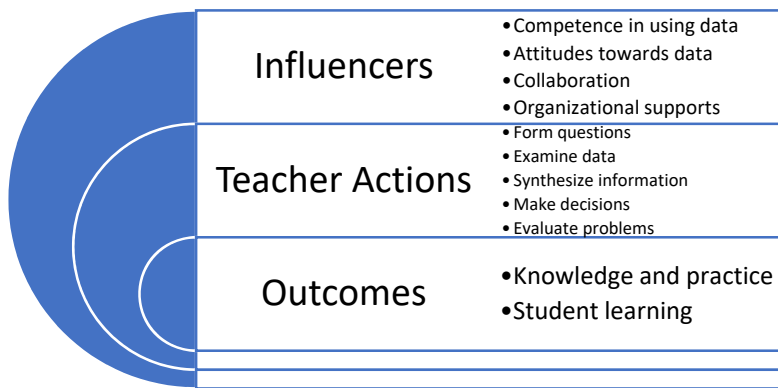 Influencers
•Competence in using data
•Attitudes towards data
•Collaboration
•Organizational supports
Teacher Actions
•Form questions
•Examine data
•Synthesize information
•Make decisions
•Evaluate problems
Outcomes
•Knowledge and practice
•Student learning